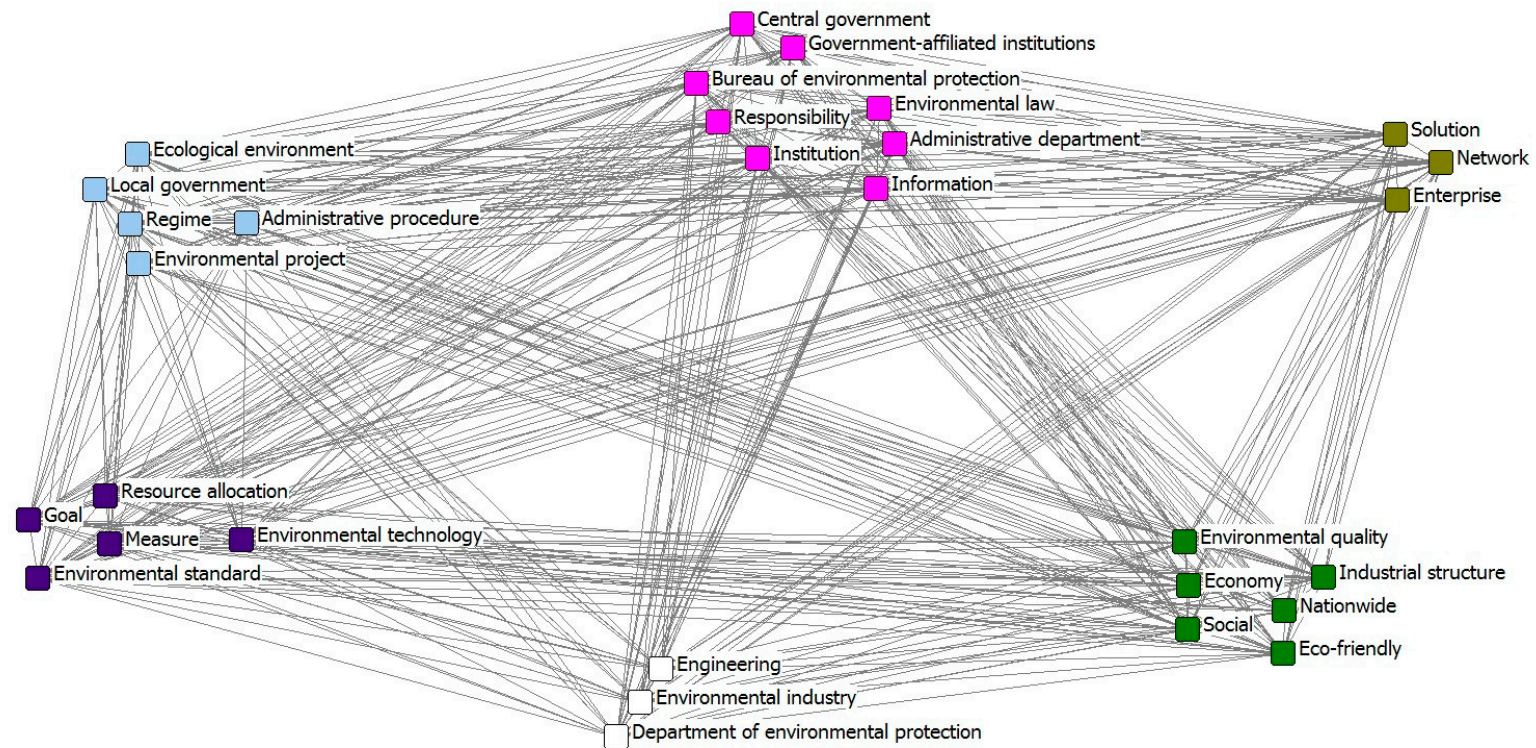 Central government
Government-affiliated institutions
Bureau of environmental protection
Environmental law
Responsibility
Administrative department
Institution
Information
Solution
Network
Enterprise
Ecological environment
Local government
Regime
Administrative procedure
Environmental project
Resource allocation
Goal
Measure
Environmental technology
Environmental standard
Environmental quality
Economy
Industrial structure
Nationwide
Social
Eco-friendly
Engineering
Environmental industry
Department of environmental protection